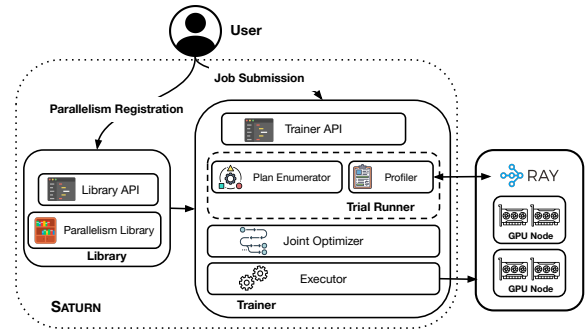 User
Job Submission
Parallelism Registration
Trainer API
Library API
Parallelism Library
Library
Plan Enumerator
Profiler
Trial Runner
Joint Optimizer
Executor
Trainer
SATURN
RAY
GPU Node
GPU Node